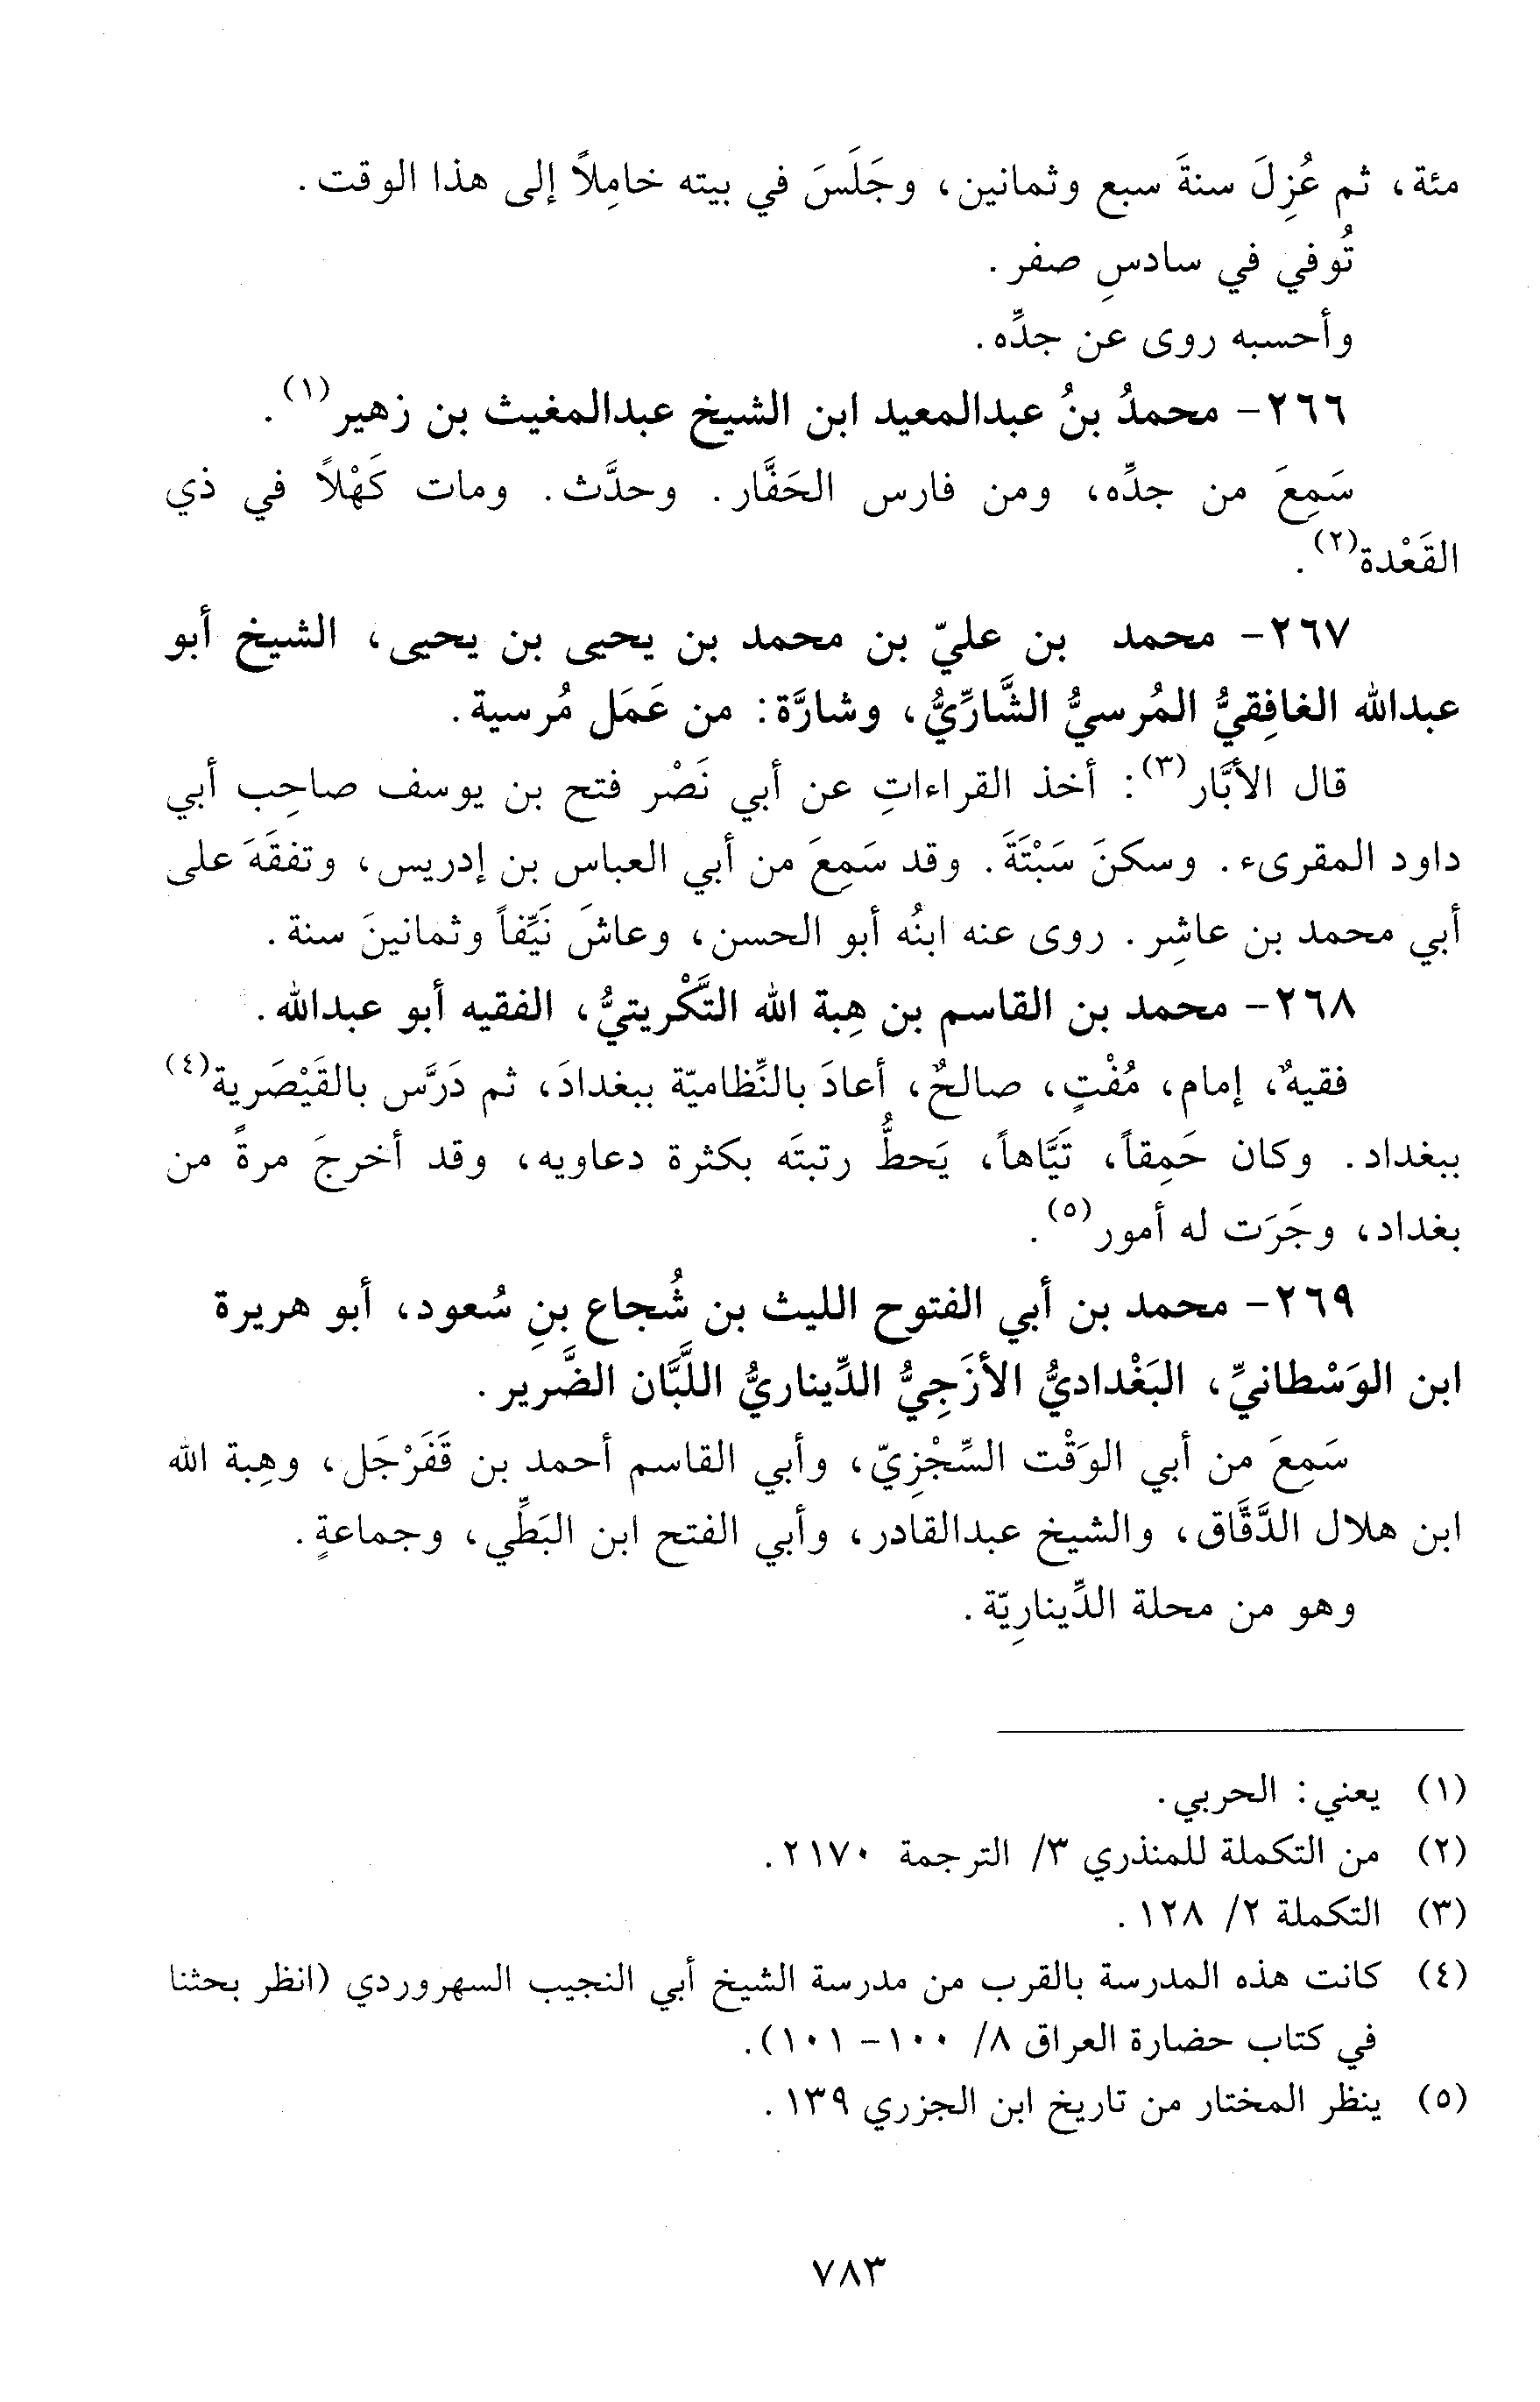 مئة، ثم عُزِلَ سنةَ سبع وثمانين، وجَلَسَ في بيته خامِلاً إلى هذا الوقت.
تُوفي في سادسِ صفر.
وأحسبه روى عن جدِّه.
٢٦٦- محمدُ بنُ عبدالمعيد ابن الشيخ عبدالمغيث بن زهير(١).
سَمِعَ من جدِّه، ومن فارس الحَفَّار. وحدَّث. ومات كَهْلاً في ذي
القَعْدة(٢).
٢٦٧- محمد بن عليّ بن محمد بن يحيى بن يحيى، الشيخ أبو
عبدالله الغافِقيُّ المُرسيُّ الشَّارِّيُّ، وشارَّة: من عَمَل مُرسية.
قال الأبَّار(٣): أخذ القراءاتِ عن أبي نَصْر فتح بن يوسف صاحِب أبي
داود المقرىء. وسكنَ سَبْتَةَ. وقد سَمِعَ من أبي العباس بن إدريس، وتفقَهَ على
أبي محمد بن عاشِر. روى عنه ابنُه أبو الحسن، وعاشَ نَيِّفاً وثمانينَ سنة.
٢٦٨- محمد بن القاسم بن هِبة الله التَّكْريتيُّ، الفقيه أبو عبدالله.
فقيهٌ، إمام، مُفْتٍ، صالحٌ، أعادَ بالنِّظاميّة ببغدادَ، ثم دَرَّس بالقَيْصَرية(٤)
ببغداد. وكان حَمِقاً، تَيَّاهاً، يَحطُّ رتبتَه بكثرة دعاويه، وقد أخرجَ مرةً من
بغداد، وجَرَت له أمور(٥).
٢٦٩- محمد بن أبي الفتوح الليث بن شُجاع بنِ سُعود، أبو هريرة
ابن الوَسْطانيِّ، البَغْداديُّ الأزَجِيُّ الدِّيناريُّ اللَّبَّان الضَّرير.
سَمِعَ من أبي الوَقْت السِّجْزِيّ، وأبي القاسم أحمد بن قَفَرْجَل، وهِبة الله
ابن هلال الدَّقَّاق، والشيخ عبدالقادر، وأبي الفتح ابن البَطِّي، وجماعةٍ.
وهو من محلة الدِّينارِيّة.
(١) يعني: الحربي.
(٢) من التكملة للمنذري ٣/ الترجمة ٢١٧٠.
(٣) التكملة ٢/ ١٢٨.
(٤) كانت هذه المدرسة بالقرب من مدرسة الشيخ أبي النجيب السهروردي (انظر بحثنا
في كتاب حضارة العراق ٨/ ١٠٠- ١٠١).
(٥) ينظر المختار من تاريخ ابن الجزري ١٣٩.
٧٨٣